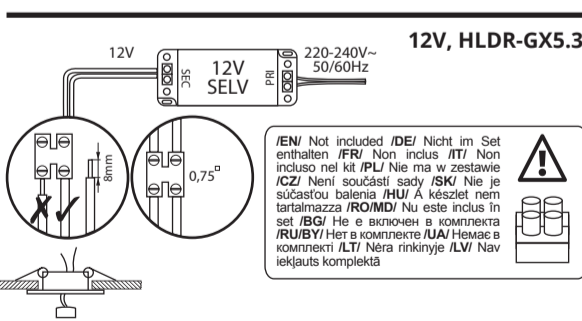 12V, HLDR-GX5.3
12V
220-240V~
50/60Hz
SEC
12V
SELV
PRI
8mm
0,75□
/EN/ Not included /DE/ Nicht im Set
enthalten /FR/ Non inclus /IT/ Non
incluso nel kit /PL/ Nie ma w zestawie
/CZ/ Není součástí sady /SK/ Nie je
súčasťou balenia /HU/ A készlet nem
tartalmazza /RO/MD/ Nu este inclus în
set /BG/ Не е включен в комплекта
/RU/BY/ Нет в комплекте /UA/ Немає в
комплекті /LT/ Nėra rinkinyje /LV/ Nav
iekļauts komplektā